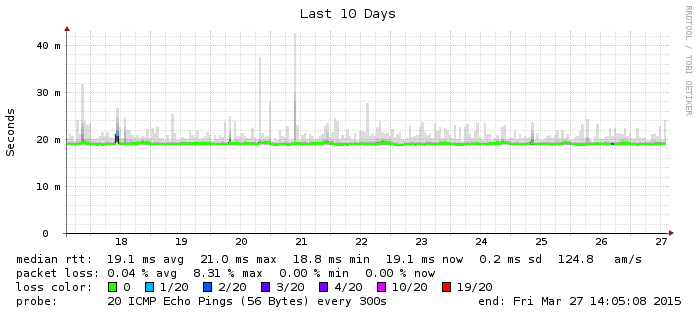 Last 10 Days
RRDTOOL / TOBI OETIKER
Seconds
40 m
30 m
20 m
10 m
0
18 19 20 21 22 23 24 25 26 27
median rtt: 19.1 ms avg 21.0 ms max 18.8 ms min 19.1 ms now 0.2 ms sd 124.8 am/s
packet loss: 0.04 % avg 8.31 % max 0.00 % min 0.00 % now
loss color: 0 1/20 2/20 3/20 4/20 10/20 19/20
probe: 20 ICMP Echo Pings (56 Bytes) every 300s end: Fri Mar 27 14:05:08 2015